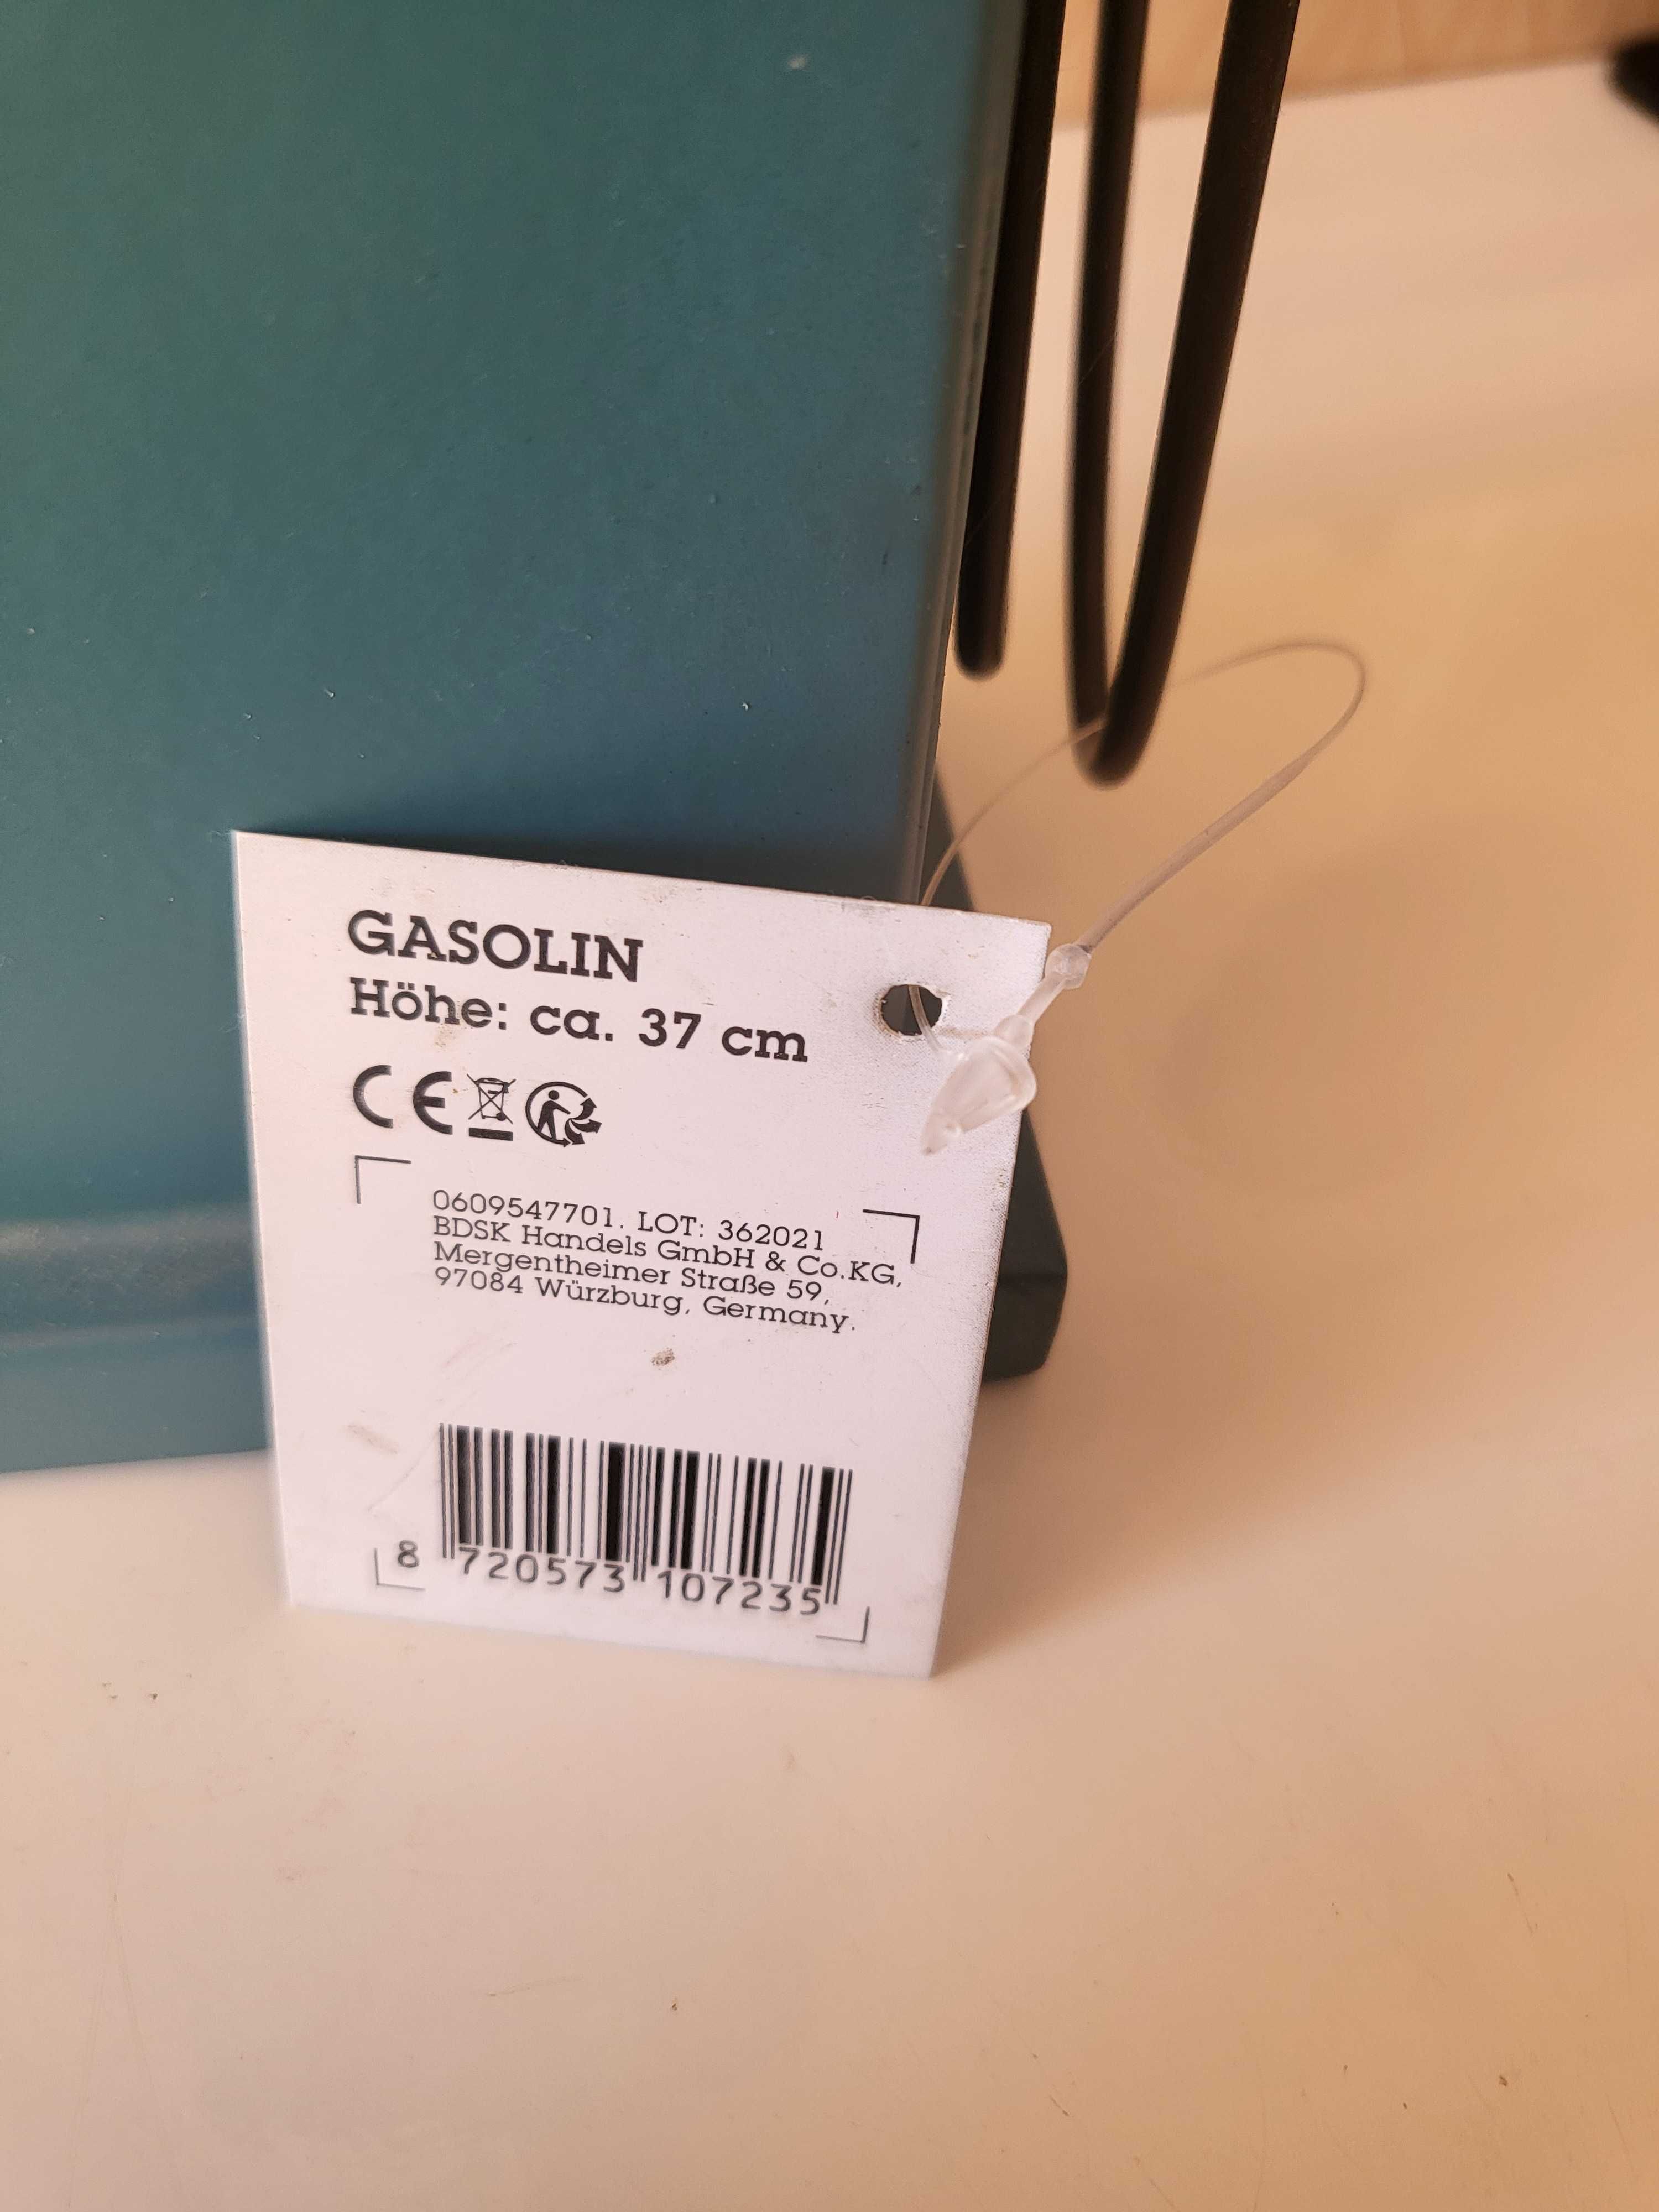 GASOLIN
Höhe: ca. 37 cm
CE
0609547701. LOT: 362021
BDSK Handels GmbH & Co.KG,
Mergentheimer Straße 59,
97084 Würzburg, Germany.
8 720573 107235